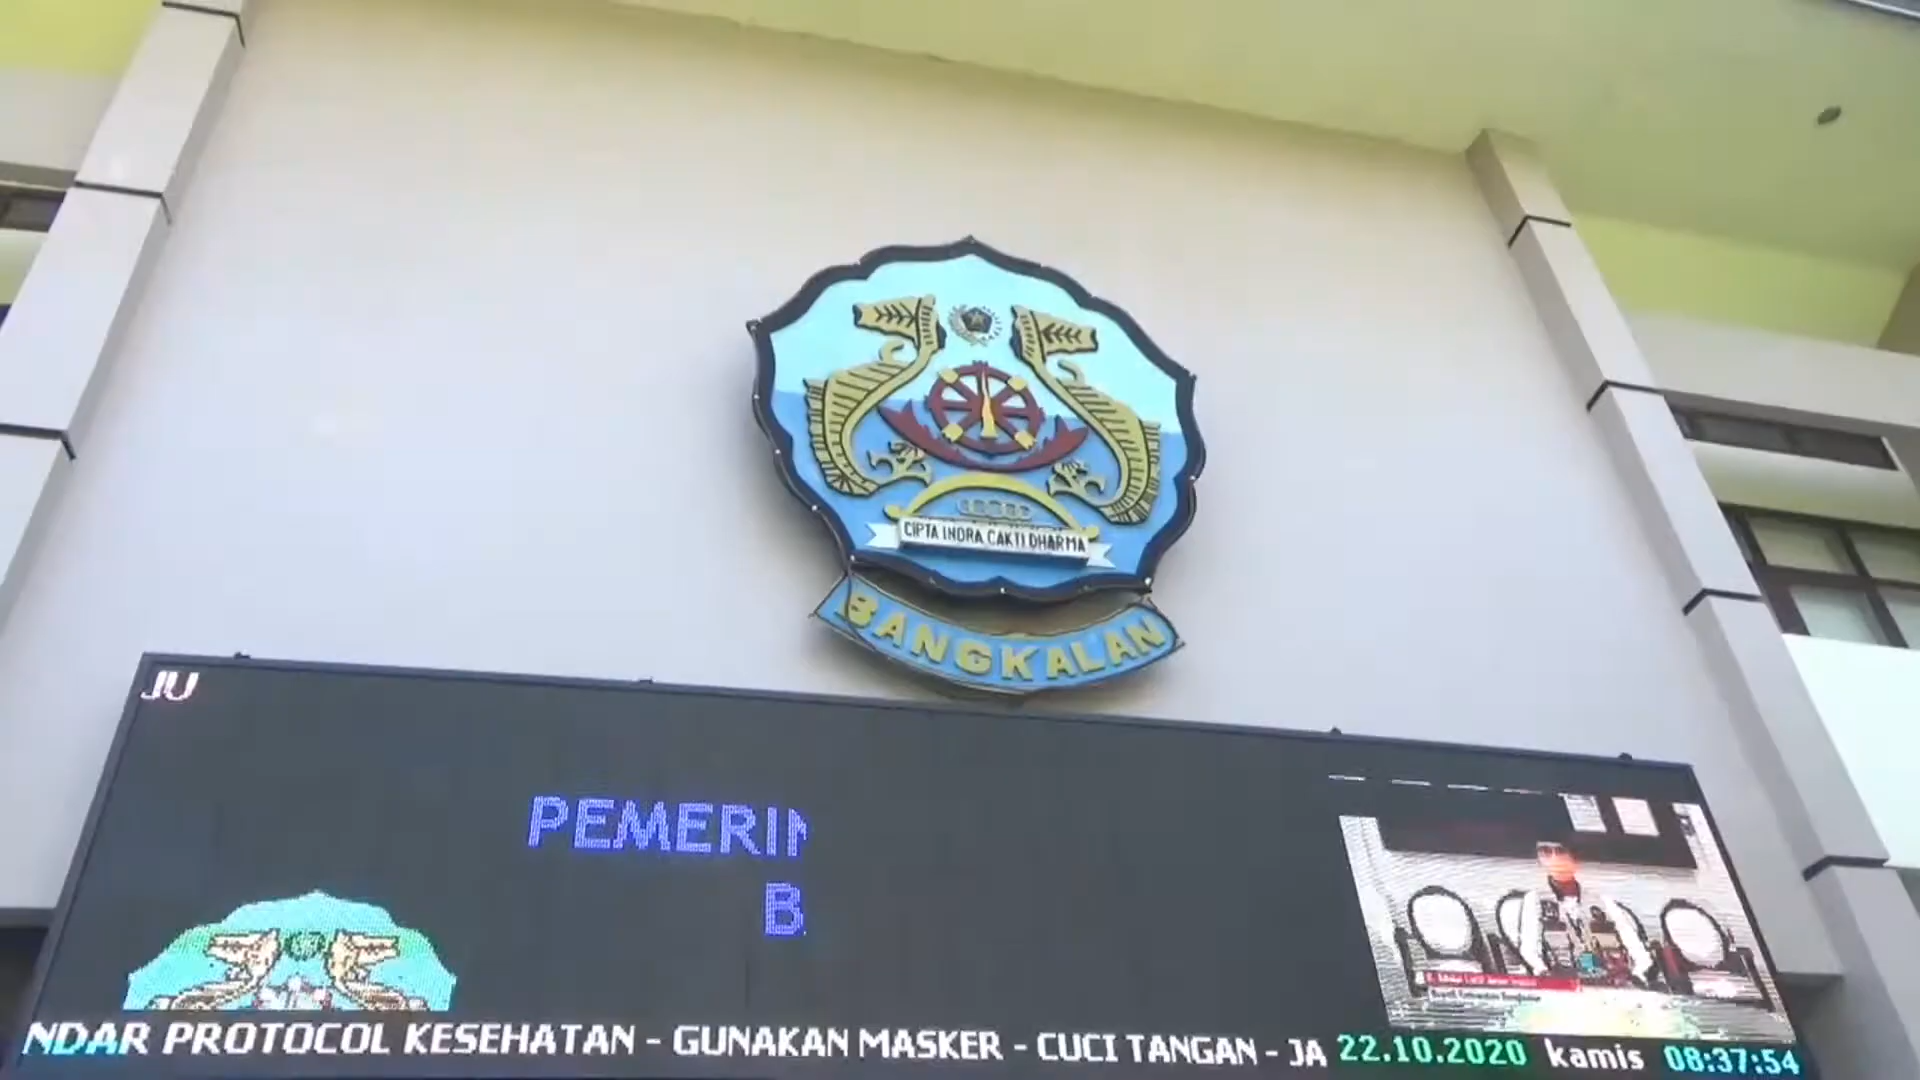 CIPTA INDRA CAKTI DHARMA
BANGKALAN
JU
PEMERIN
B
NDAR PROTOCOL KESEHATAN - GUNAKAN MASKER - CUCI TANGAN - JA 22.10.2020 kamis 08:37:54